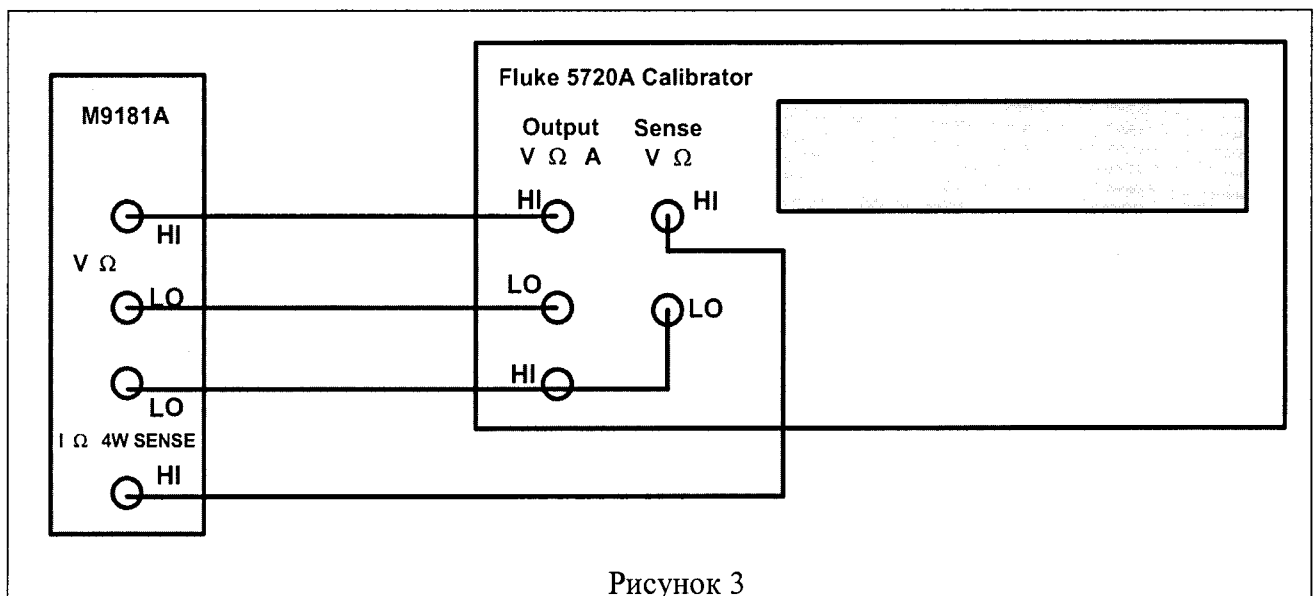 Fluke 5720A Calibrator
M9181A
Output Sense
V Ω A V Ω
HI
HI
HI
V Ω
LO
LO
LO
HI
LO
I Ω 4W SENSE
HI
Рисунок 3